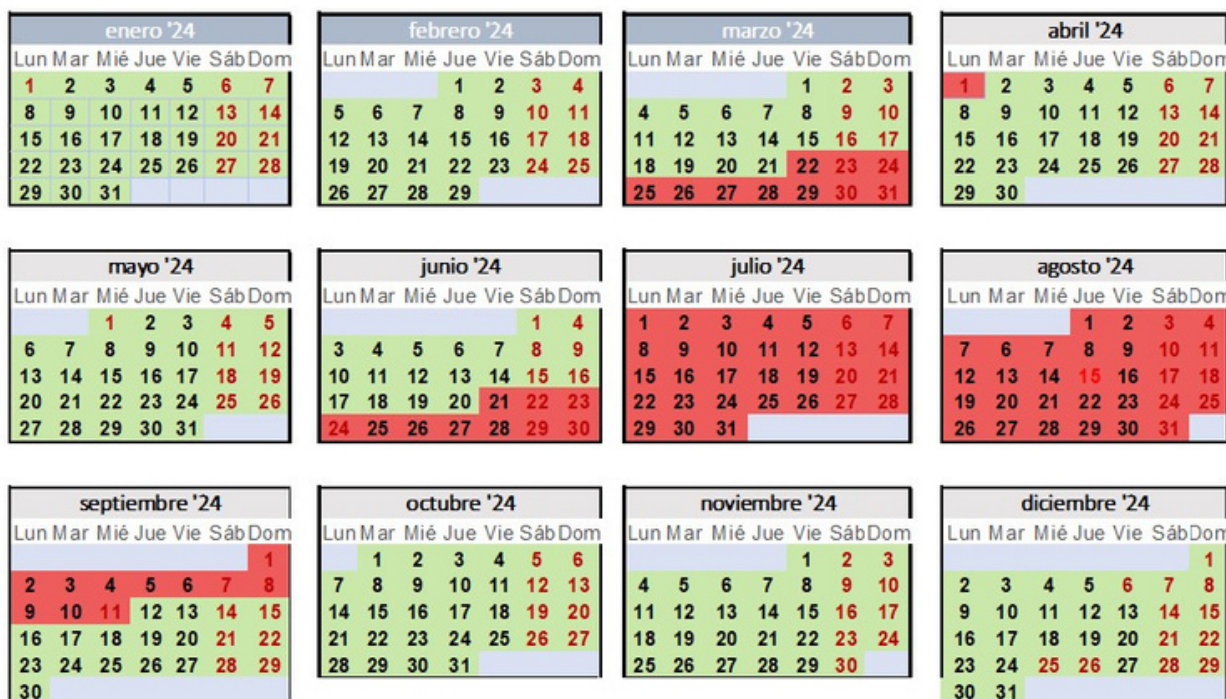 enero '24
Lun Mar Mié Jue Vie Sáb Dom
1 2 3 4 5 6 7
8 9 10 11 12 13 14
15 16 17 18 19 20 21
22 23 24 25 26 27 28
29 30 31
febrero '24
Lun Mar Mié Jue Vie Sáb Dom
1 2 3 4
5 6 7 8 9 10 11
12 13 14 15 16 17 18
19 20 21 22 23 24 25
26 27 28 29
marzo '24
Lun Mar Mié Jue Vie Sáb Dom
1 2 3
4 5 6 7 8 9 10
11 12 13 14 15 16 17
18 19 20 21 22 23 24
25 26 27 28 29 30 31
abril '24
Lun Mar Mié Jue Vie Sáb Dom
1 2 3 4 5 6 7
8 9 10 11 12 13 14
15 16 17 18 19 20 21
22 23 24 25 26 27 28
29 30
mayo '24
Lun Mar Mié Jue Vie Sáb Dom
1 2 3 4 5
6 7 8 9 10 11 12
13 14 15 16 17 18 19
20 21 22 23 24 25 26
27 28 29 30 31
junio '24
Lun Mar Mié Jue Vie Sáb Dom
1 4
3 4 5 6 7 8 9
10 11 12 13 14 15 16
17 18 19 20 21 22 23
24 25 26 27 28 29 30
julio '24
Lun Mar Mié Jue Vie Sáb Dom
1 2 3 4 5 6 7
8 9 10 11 12 13 14
15 16 17 18 19 20 21
22 23 24 25 26 27 28
29 30 31
agosto '24
Lun Mar Mié Jue Vie Sáb Dom
1 2 3 4
7 6 7 8 9 10 11
12 13 14 15 16 17 18
19 20 21 22 23 24 25
26 27 28 29 30 31
septiembre '24
Lun Mar Mié Jue Vie Sáb Dom
1
2 3 4 5 6 7 8
9 10 11 12 13 14 15
16 17 18 19 20 21 22
23 24 25 26 27 28 29
30
octubre '24
Lun Mar Mié Jue Vie Sáb Dom
1 2 3 4 5 6
7 8 9 10 11 12 13
14 15 16 17 18 19 20
21 22 23 24 25 26 27
28 29 30 31
noviembre '24
Lun Mar Mié Jue Vie Sáb Dom
1 2 3
4 5 6 7 8 9 10
11 12 13 14 15 16 17
18 19 20 21 22 23 24
25 26 27 28 29 30
diciembre '24
Lun Mar Mié Jue Vie Sáb Dom
1
2 3 4 5 6 7 8
9 10 11 12 13 14 15
16 17 18 19 20 21 22
23 24 25 26 27 28 29
30 31